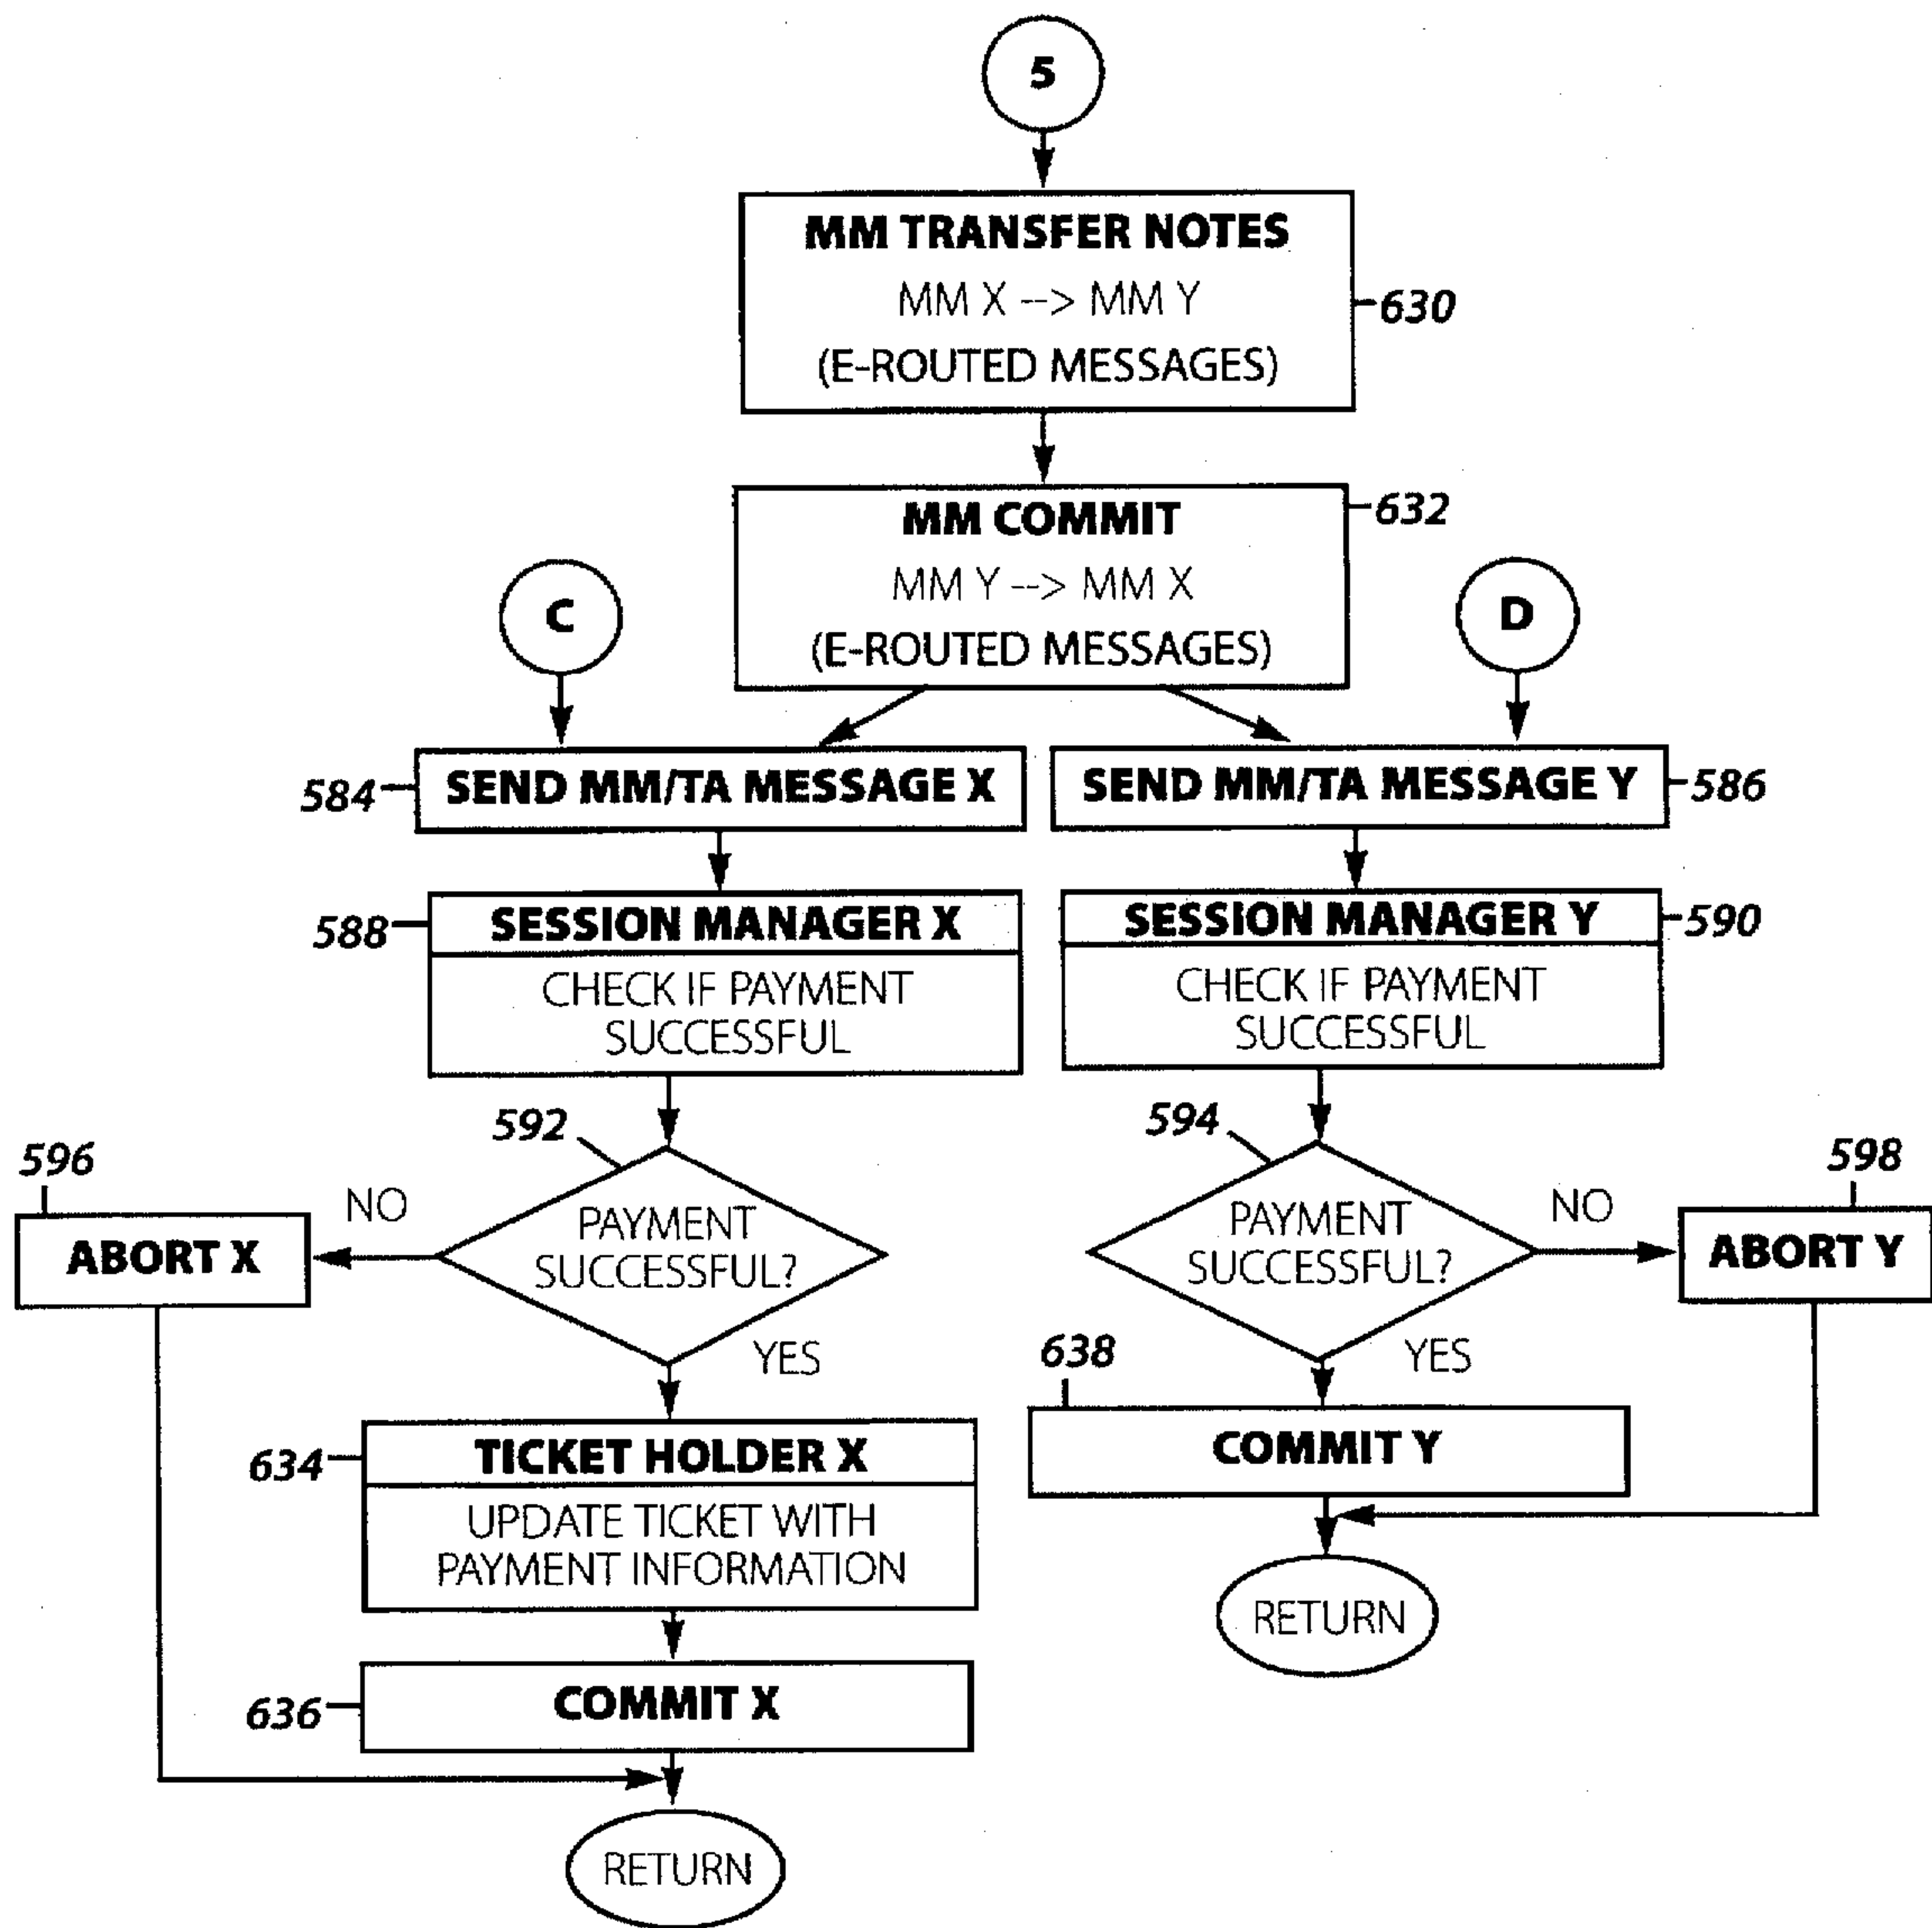 5
MM TRANSFER NOTES
MM X --> MM Y
(E-ROUTED MESSAGES)
630
MM COMMIT
MM Y --> MM X
(E-ROUTED MESSAGES)
632
C
D
584
SEND MM/TA MESSAGE X
SEND MM/TA MESSAGE Y
586
588
SESSION MANAGER X
CHECK IF PAYMENT
SUCCESSFUL
SESSION MANAGER Y
CHECK IF PAYMENT
SUCCESSFUL
590
592
594
596
598
NO
PAYMENT
SUCCESSFUL?
ABORT X
YES
PAYMENT
SUCCESSFUL?
NO
ABORT Y
YES
638
634
TICKET HOLDER X
UPDATE TICKET WITH
PAYMENT INFORMATION
COMMIT Y
RETURN
636
COMMIT X
RETURN